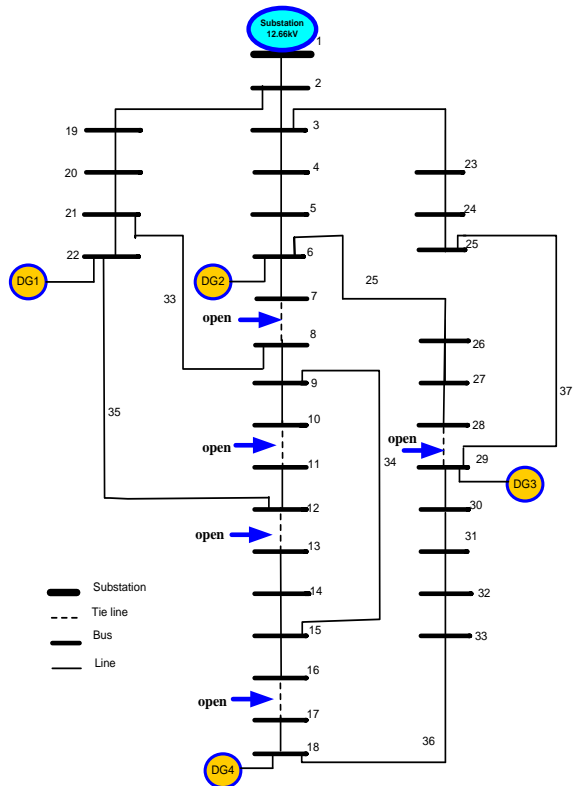 Substation
12.66kV
1
2
19
3
20
4
23
21
5
24
22
6
25
DG1
DG2
33
7
25
open
8
26
9
27
37
35
10
28
open
open
11
34
29
DG3
12
30
open
13
31
Substation
14
32
Tie line
Bus
15
33
Line
16
open
17
18
36
DG4